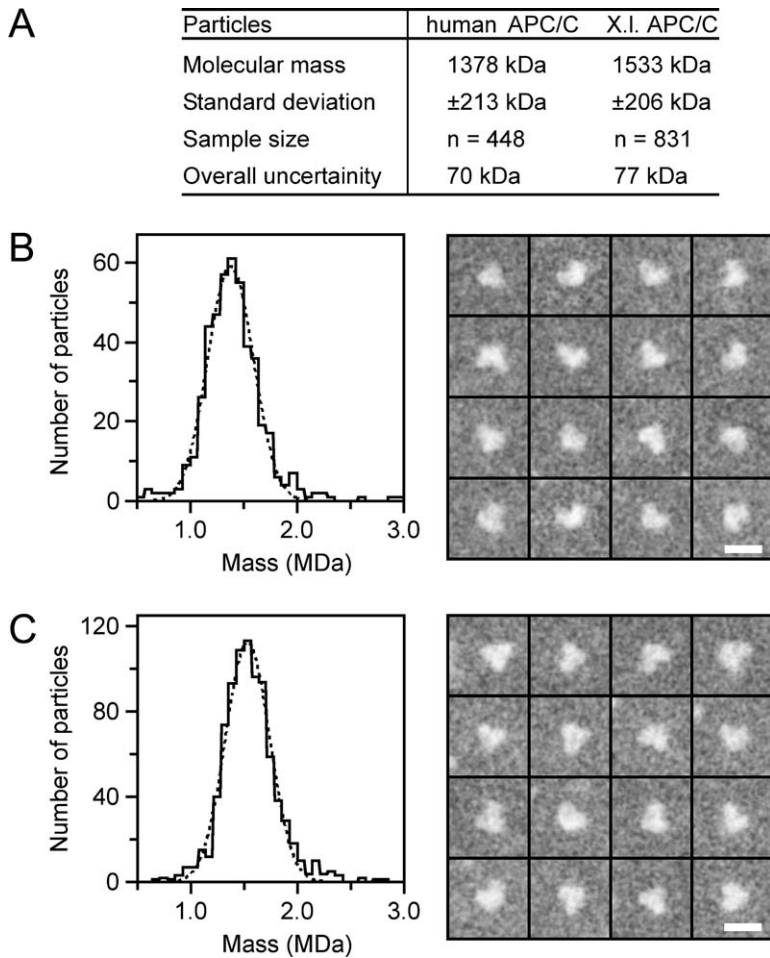 A
Particles human APC/C X.l. APC/C
Molecular mass 1378 kDa 1533 kDa
Standard deviation ±213 kDa ±206 kDa
Sample size n = 448 n = 831
Overall uncertainity 70 kDa 77 kDa
B
Number of particles
60
40
20
0
1.0 2.0 3.0
Mass (MDa)
C
Number of particles
120
80
40
0
1.0 2.0 3.0
Mass (MDa)